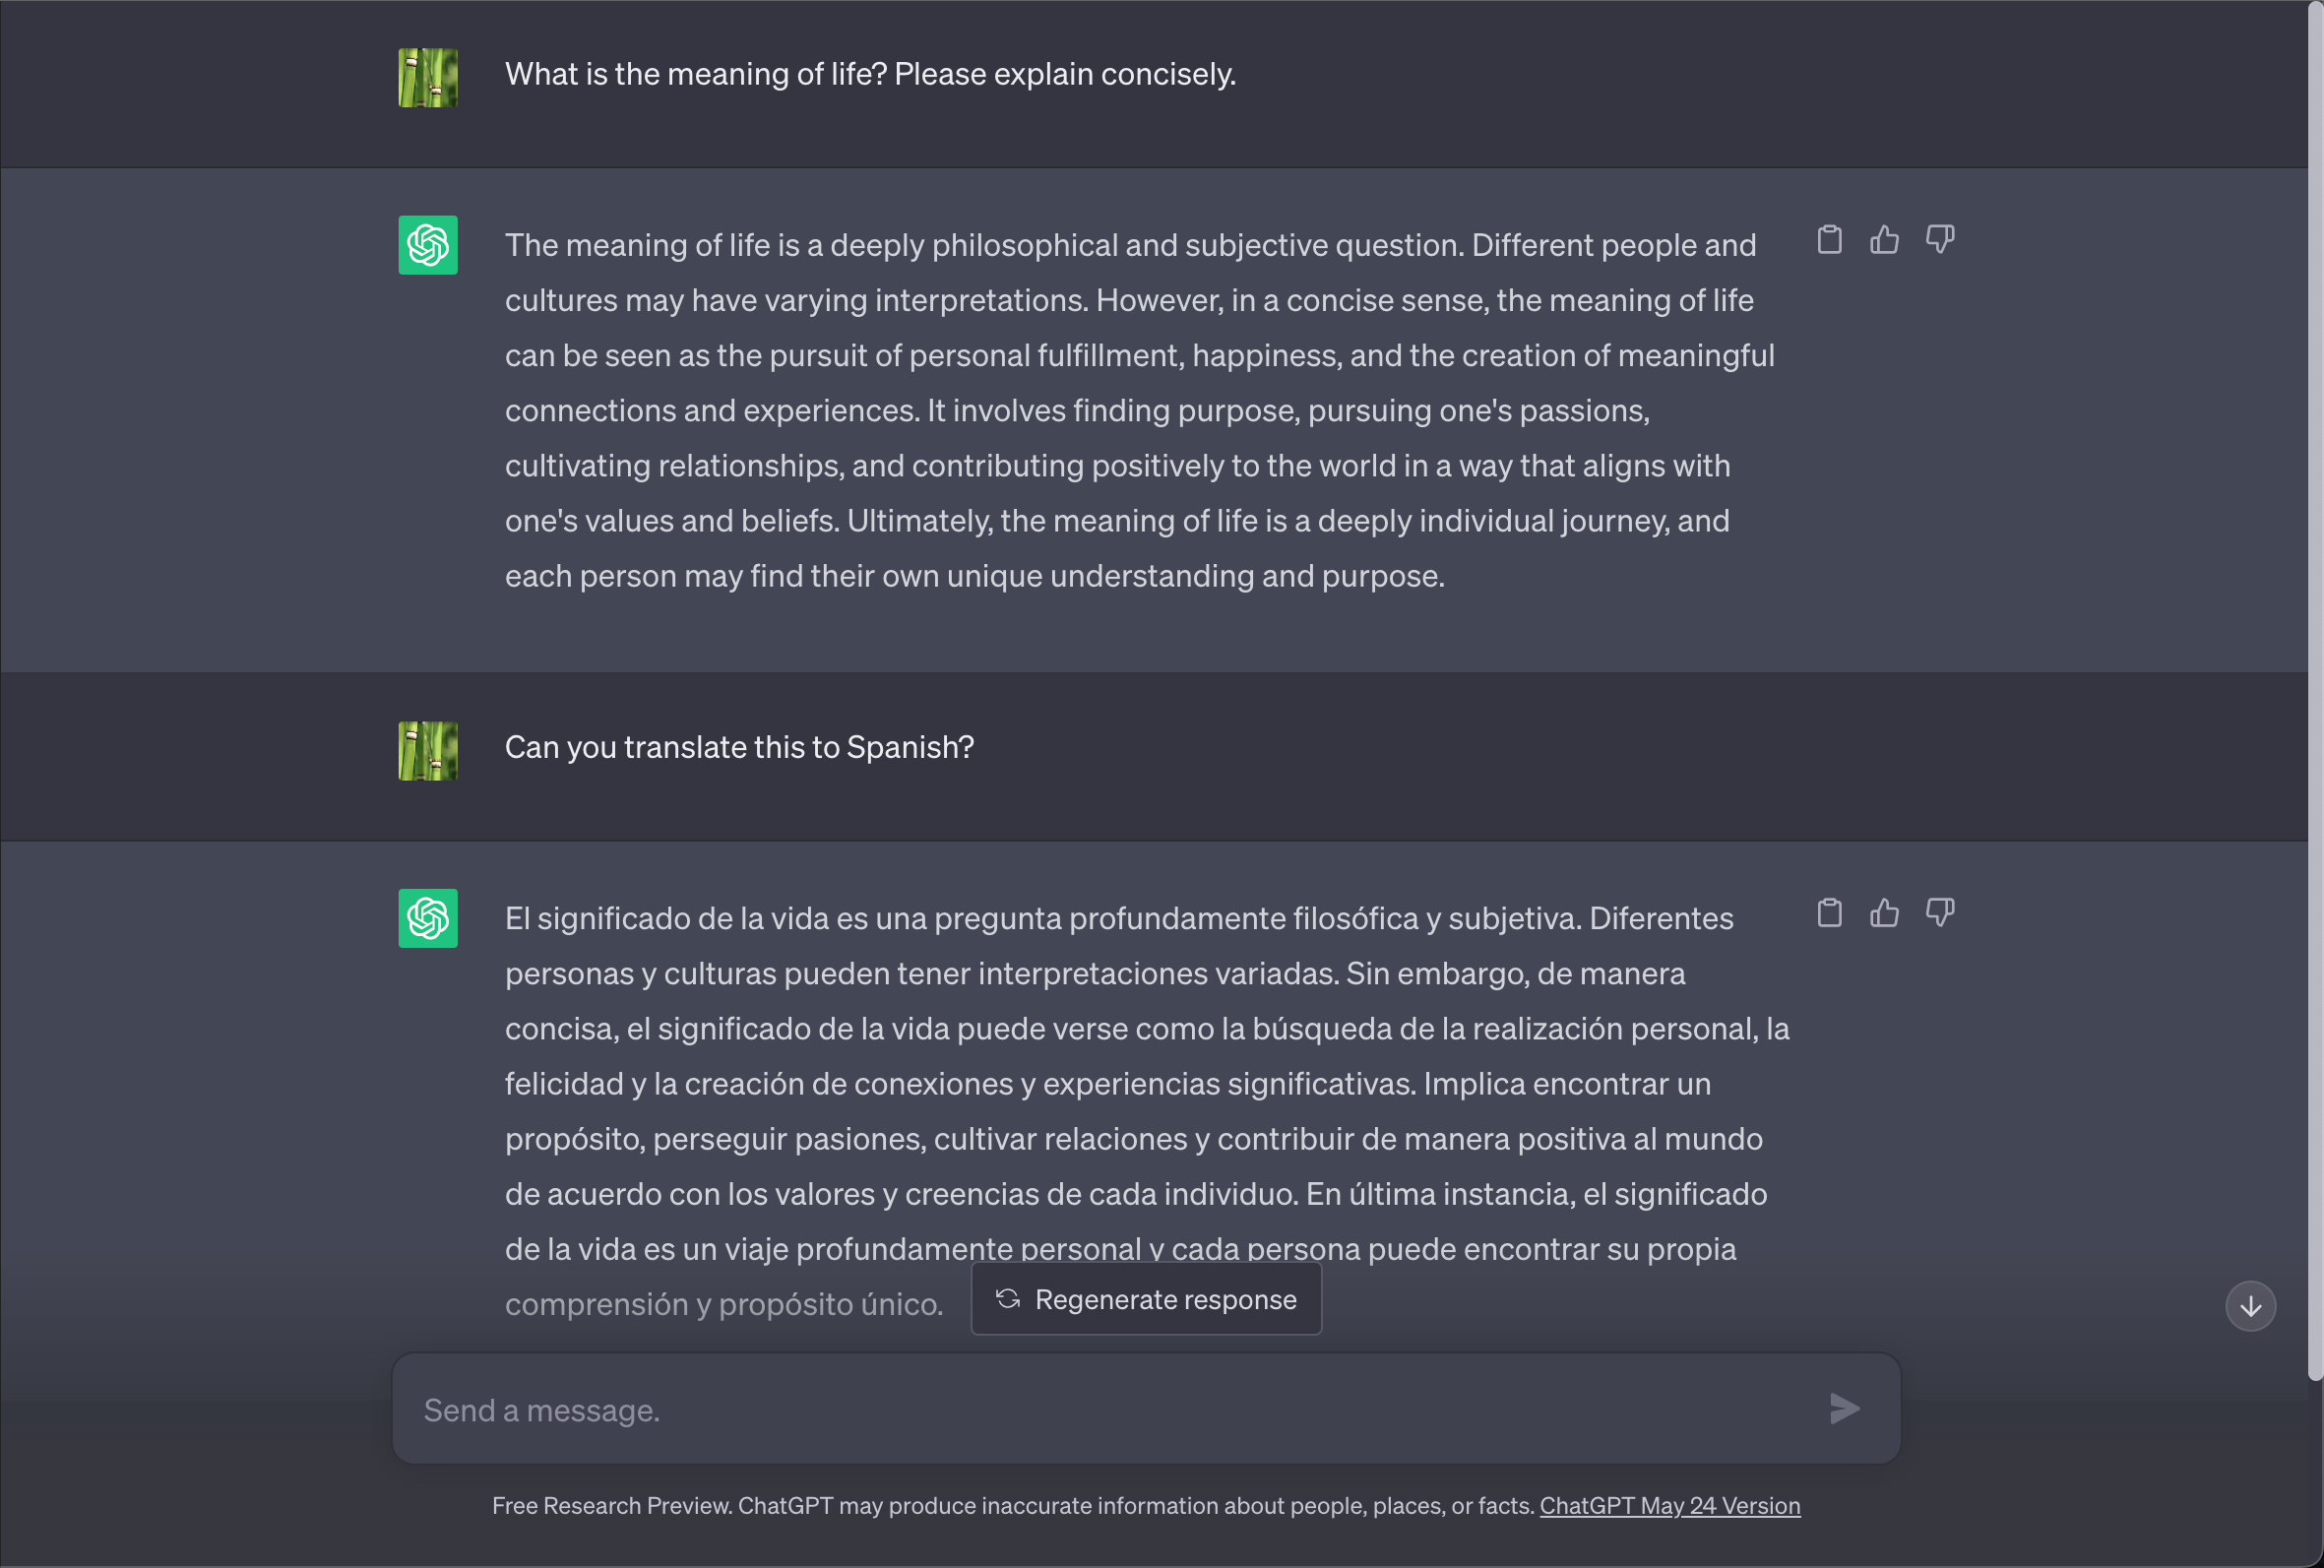 What is the meaning of life? Please explain concisely.
The meaning of life is a deeply philosophical and subjective question. Different people and
cultures may have varying interpretations. However, in a concise sense, the meaning of life
can be seen as the pursuit of personal fulfillment, happiness, and the creation of meaningful
connections and experiences. It involves finding purpose, pursuing one's passions,
cultivating relationships, and contributing positively to the world in a way that aligns with
one's values and beliefs. Ultimately, the meaning of life is a deeply individual journey, and
each person may find their own unique understanding and purpose.
Can you translate this to Spanish?
El significado de la vida es una pregunta profundamente filosófica y subjetiva. Diferentes
personas y culturas pueden tener interpretaciones variadas. Sin embargo, de manera
concisa, el significado de la vida puede verse como la búsqueda de la realización personal, la
felicidad y la creación de conexiones y experiencias significativas. Implica encontrar un
propósito, perseguir pasiones, cultivar relaciones y contribuir de manera positiva al mundo
de acuerdo con los valores y creencias de cada individuo. En última instancia, el significado
de la vida es un viaje profundamente personal y cada persona puede encontrar su propia
comprensión y propósito único.
Regenerate response
Send a message.
Free Research Preview. ChatGPT may produce inaccurate information about people, places, or facts. ChatGPT May 24 Version